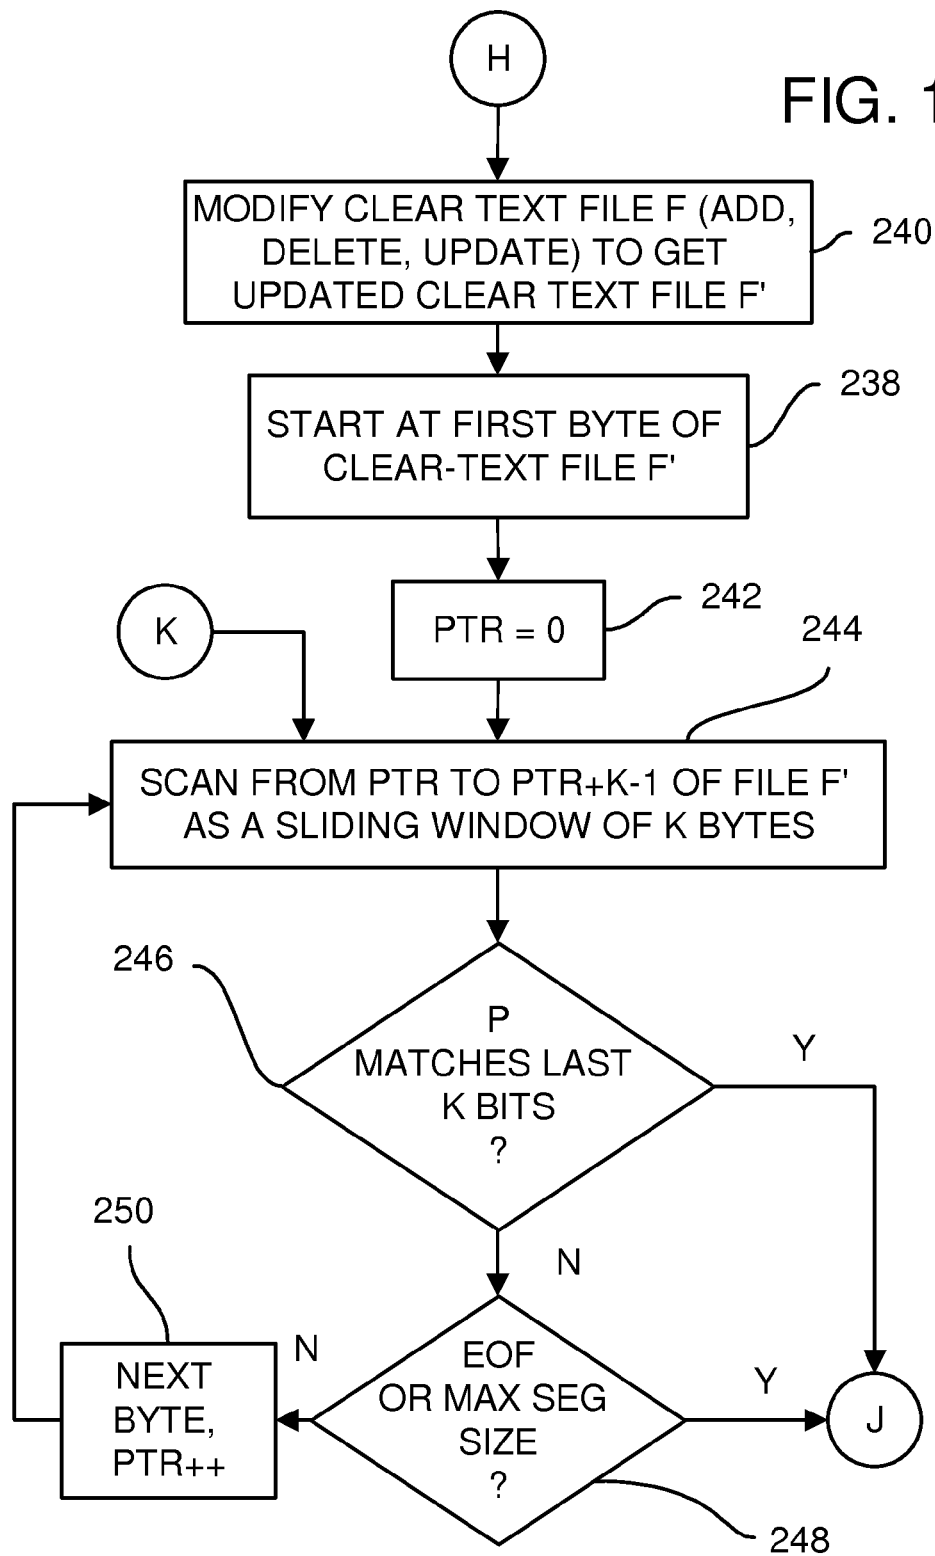 H
FIG. 1
MODIFY CLEAR TEXT FILE F (ADD,
DELETE, UPDATE) TO GET
UPDATED CLEAR TEXT FILE F'
240
238
START AT FIRST BYTE OF
CLEAR-TEXT FILE F'
242
PTR = 0
K
244
SCAN FROM PTR TO PTR+K-1 OF FILE F'
AS A SLIDING WINDOW OF K BYTES
246
P
MATCHES LAST
K BITS
?
Y
250
N
N
EOF
OR MAX SEG
SIZE
?
Y
NEXT
BYTE,
PTR++
J
248